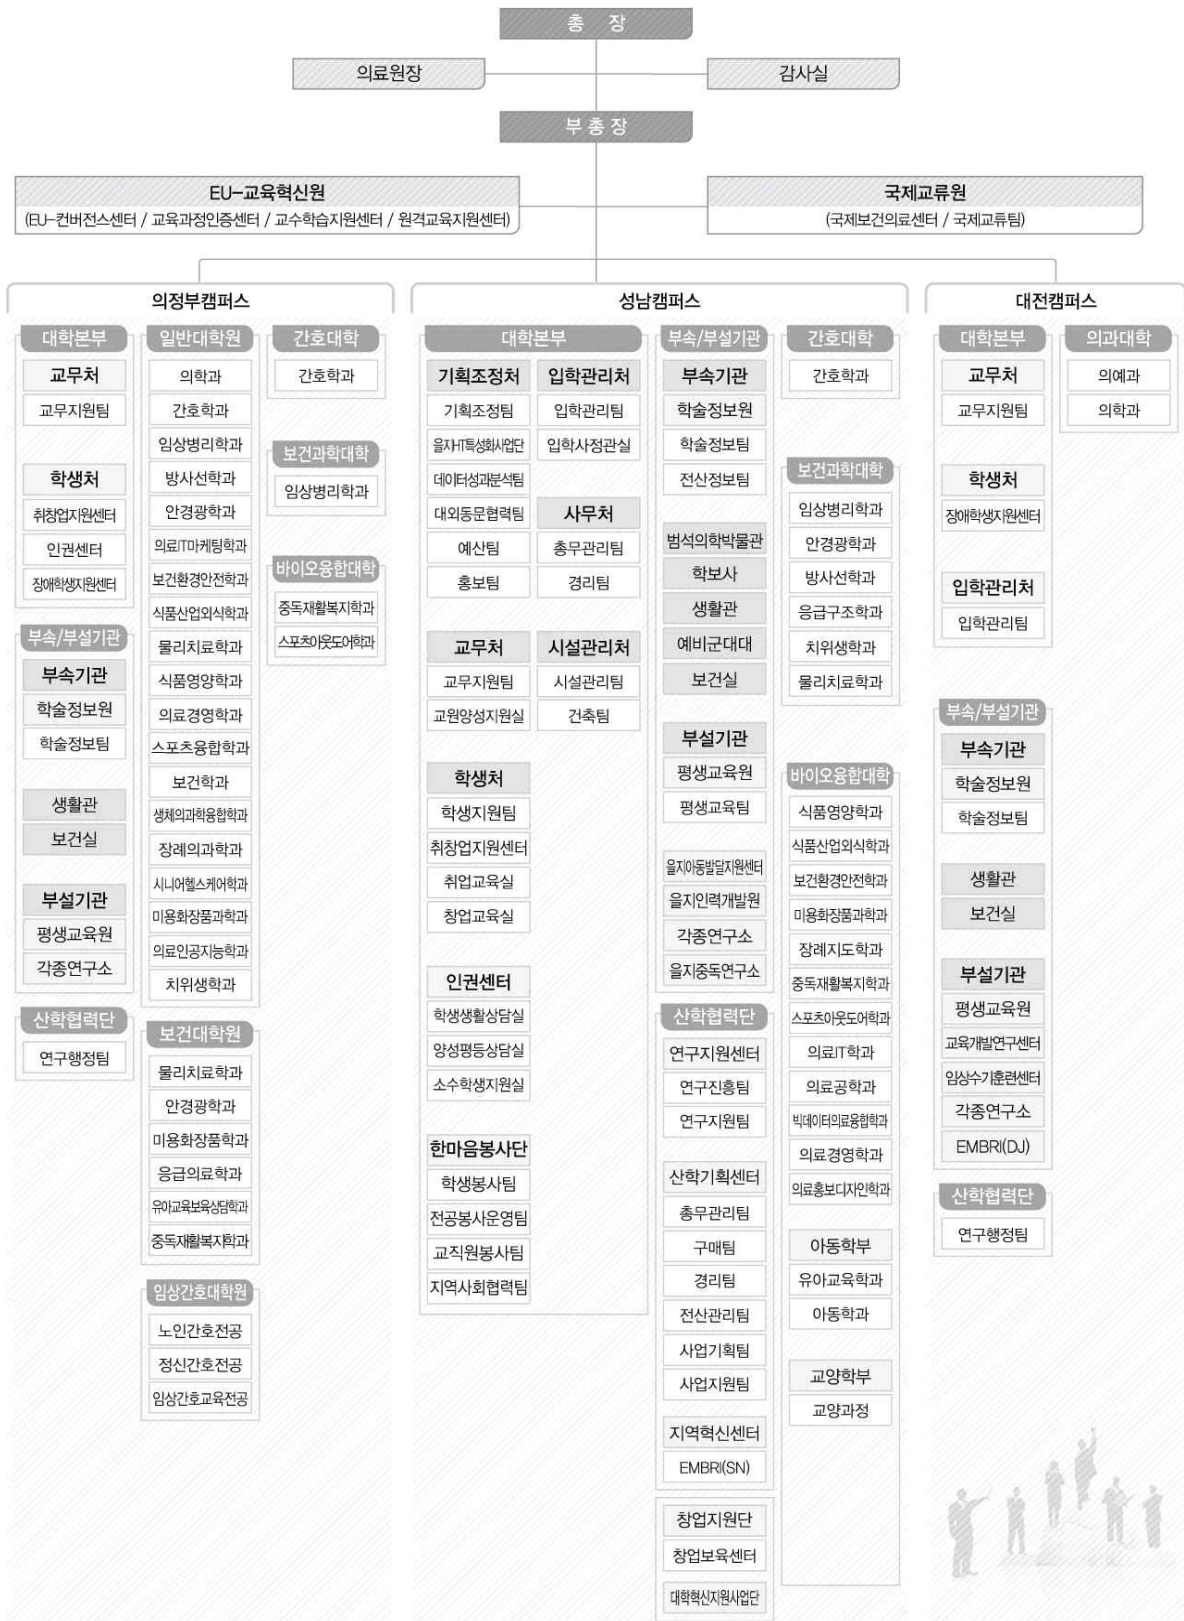 총 장
의료원장
감사실
부 총 장
EU-교육혁신원
(EU-컨버전스센터 / 교육과정인증센터 / 교수학습지원센터 / 원격교육지원센터)
국제교류원
(국제보건의료센터 / 국제교류팀)
의정부캠퍼스
대학본부
교무처
교무지원팀
학생처
취창업지원센터
인권센터
장애학생지원센터
부속/부설기관
부속기관
학술정보원
학술정보팀
생활관
보건실
부설기관
평생교육원
각종연구소
산학협력단
연구행정팀
일반대학원
의학과
간호학과
임상병리학과
방사선학과
안경광학과
의료IT마케팅학과
보건환경안전학과
식품산업외식학과
물리치료학과
식품영양학과
의료경영학과
스포츠융합학과
보건학과
생체의과학융합학과
장례의과학과
시니어헬스케어학과
미용화장품과학과
의료인공지능학과
치위생학과
보건대학원
물리치료학과
안경광학과
미용화장품학과
응급의료학과
유아교육보육상담학과
중독재활복지학과
임상간호대학원
노인간호전공
정신간호전공
임상간호교육전공
간호대학
간호학과
보건과학대학
임상병리학과
바이오융합대학
중독재활복지학과
스포츠아웃도어학과
성남캠퍼스
대학본부
기획조정처
기획조정팀
을지HT특성화사업단
데이터성과분석팀
대외동문협력팀
예산팀
홍보팀
입학관리처
입학관리팀
입학사정관실
사무처
총무관리팀
경리팀
교무처
교무지원팀
교원양성지원실
시설관리처
시설관리팀
건축팀
학생처
학생지원팀
취창업지원센터
취업교육실
창업교육실
인권센터
학생생활상담실
양성평등상담실
소수학생지원실
한마음봉사단
학생봉사팀
전공봉사운영팀
교직원봉사팀
지역사회협력팀
부속/부설기관
부속기관
학술정보원
학술정보팀
전산정보팀
범석의학박물관
학보사
생활관
예비군대대
보건실
부설기관
평생교육원
평생교육팀
을지아동발달지원센터
을지인력개발원
각종연구소
을지중독연구소
산학협력단
연구지원센터
연구진흥팀
연구지원팀
산학기획센터
총무관리팀
구매팀
경리팀
전산관리팀
사업기획팀
사업지원팀
지역혁신센터
EMBRI(SN)
창업지원단
창업보육센터
대학혁신지원사업단
간호대학
간호학과
보건과학대학
임상병리학과
안경광학과
방사선학과
응급구조학과
치위생학과
물리치료학과
바이오융합대학
식품영양학과
식품산업외식학과
보건환경안전학과
미용화장품과학과
장례지도학과
중독재활복지학과
스포츠아웃도어학과
의료IT학과
의료공학과
빅데이터의료융합학과
의료경영학과
의료홍보디자인학과
아동학부
유아교육학과
아동학과
교양학부
교양과정
대전캠퍼스
대학본부
교무처
교무지원팀
학생처
장애학생지원센터
입학관리처
입학관리팀
부속/부설기관
부속기관
학술정보원
학술정보팀
생활관
보건실
부설기관
평생교육원
교육개발연구센터
임상수기훈련센터
각종연구소
EMBRI(DJ)
산학협력단
연구행정팀
의과대학
의예과
의학과